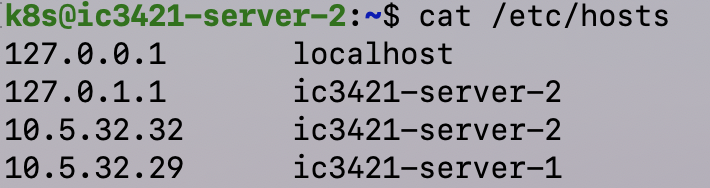 k8s@ic3421-server-2:~$ cat /etc/hosts
127.0.0.1 localhost
127.0.1.1 ic3421-server-2
10.5.32.32 ic3421-server-2
10.5.32.29 ic3421-server-1